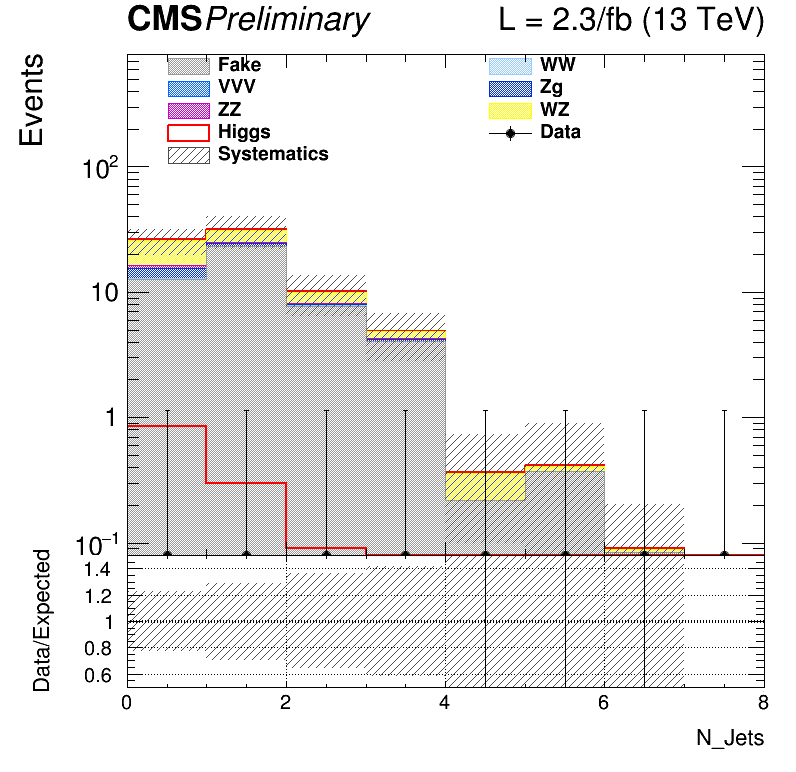 CMS Preliminary L = 2.3/fb (13 TeV)
Events
Fake WW
VVV Zg
ZZ WZ
Higgs Data
Systematics
10²
10
1
10⁻¹
Data/Expected
1.4
1.2
1
0.8
0.6
0 2 4 6 8
N_Jets